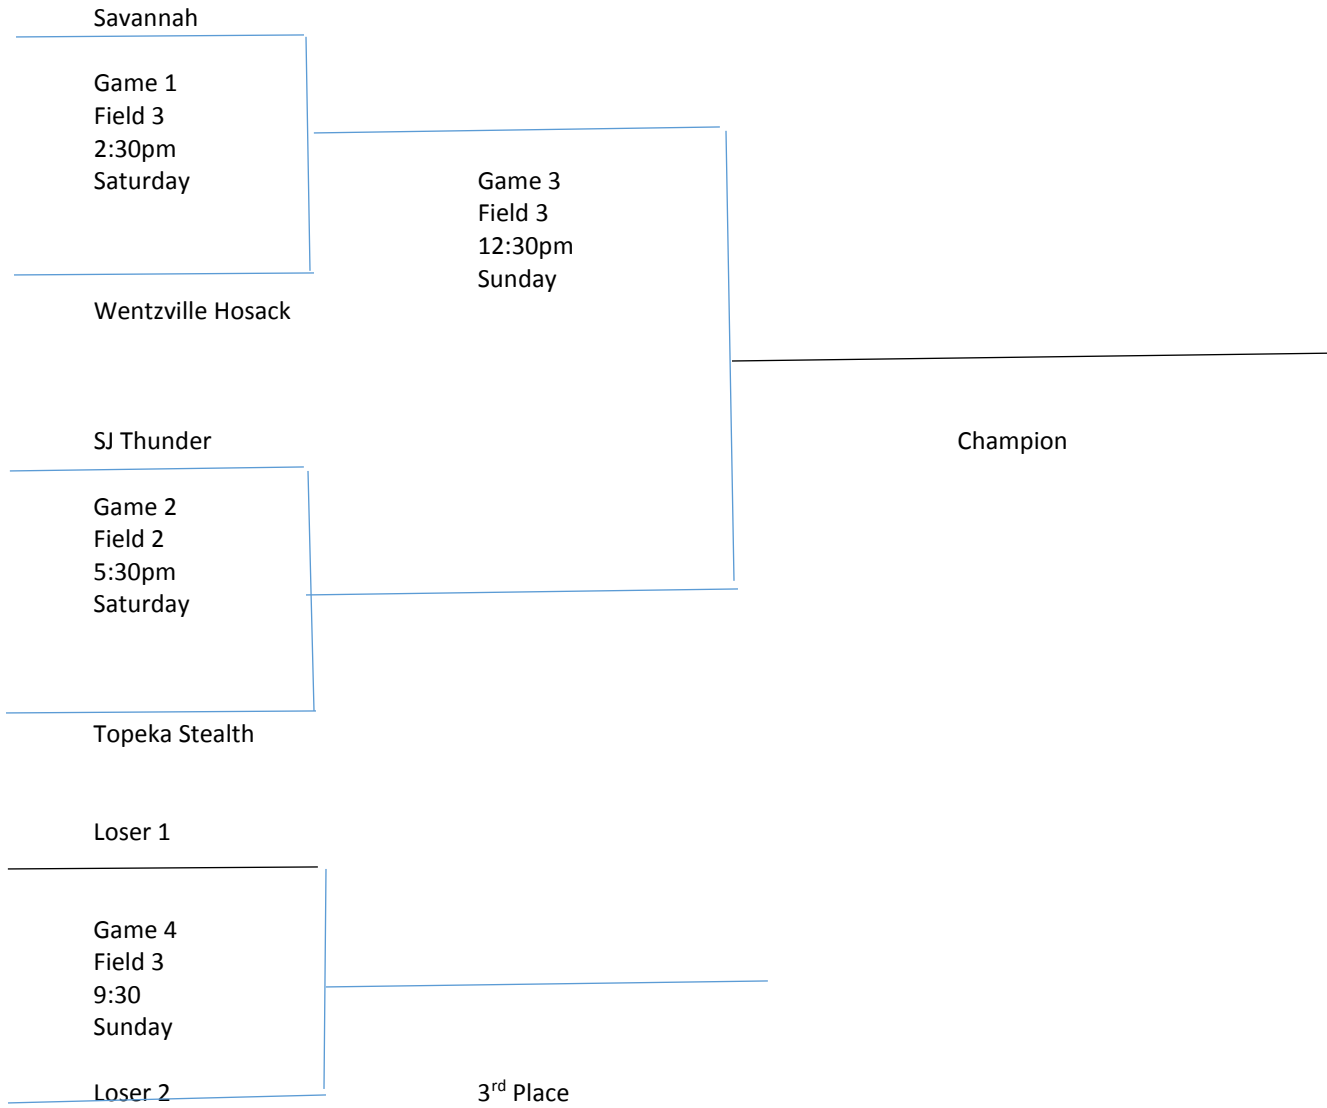 Savannah
Game 1
Field 3
2:30pm
Saturday
Game 3
Field 3
12:30pm
Sunday
Wentzville Hosack
SJ Thunder
Champion
Game 2
Field 2
5:30pm
Saturday
Topeka Stealth
Loser 1
Game 4
Field 3
9:30
Sunday
Loser 2
3rd Place